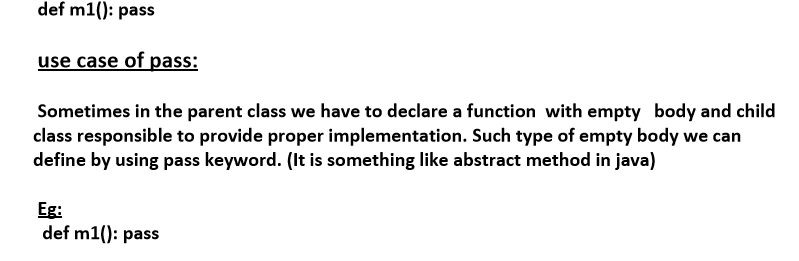 def m1(): pass
use case of pass:
Sometimes in the parent class we have to declare a function with empty body and child
class responsible to provide proper implementation. Such type of empty body we can
define by using pass keyword. (It is something like abstract method in java)
Eg:
def m1(): pass